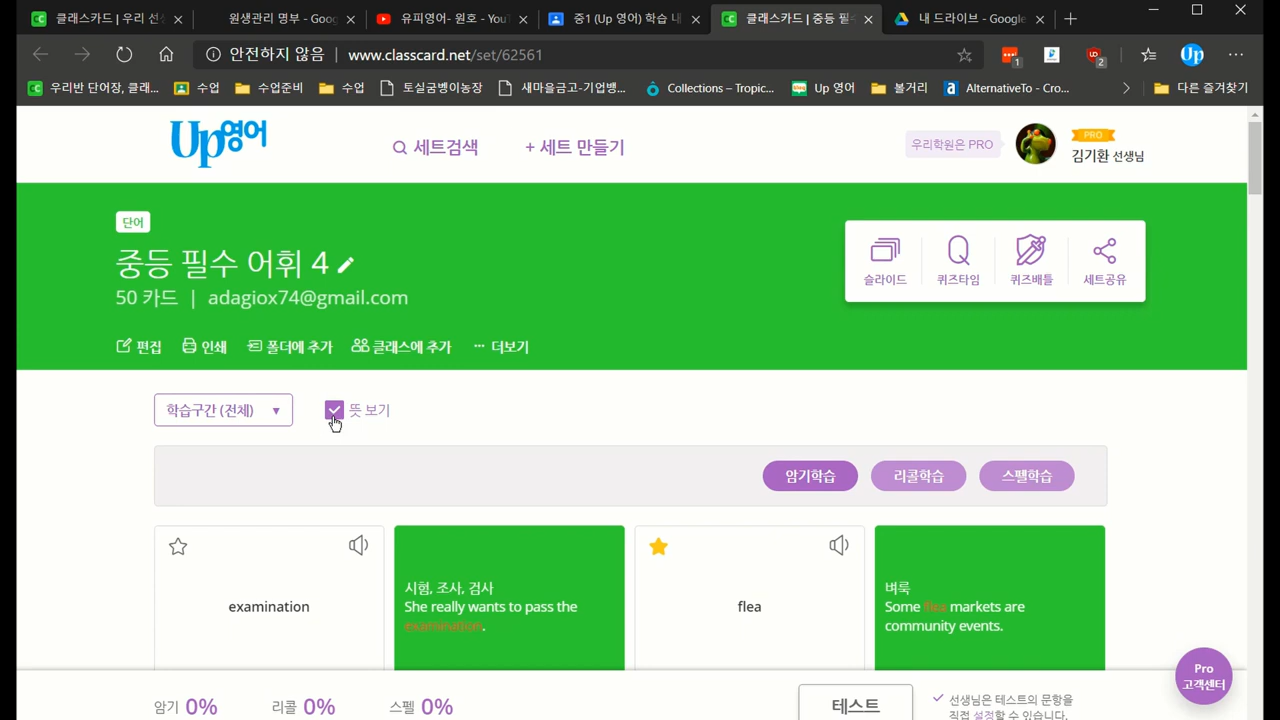 클래스카드 | 우리 선
원생관리 명부 - Goo
유피영어- 원호 - You
중1 (Up 영어) 학습 내
클래스카드 | 중등 필
내 드라이브 - Google
안전하지 않음 | www.classcard.net/set/62561
1
2
Up
우리반 단어장, 클래...
수업
수업준비
수업
토실굼벵이농장
새마을금고-기업뱅...
Collections – Tropic...
Up 영어
볼거리
AlternativeTo - Cro...
다른 즐겨찾기
Up영어
세트검색
+ 세트 만들기
우리학원은 PRO
PRO
김기환 선생님
단어
중등 필수 어휘 4
50 카드 | adagiox74@gmail.com
슬라이드
퀴즈타임
퀴즈배틀
세트공유
편집
인쇄
폴더에 추가
클래스에 추가
··· 더보기
학습구간 (전체) ▼
뜻 보기
암기학습
리콜학습
스펠학습
examination
시험, 조사, 검사
She really wants to pass the
examination.
flea
벼룩
Some flea markets are
community events.
Pro
고객센터
암기 0%
리콜 0%
스펠 0%
테스트
선생님은 테스트의 문항을
직접 설정할 수 있습니다.